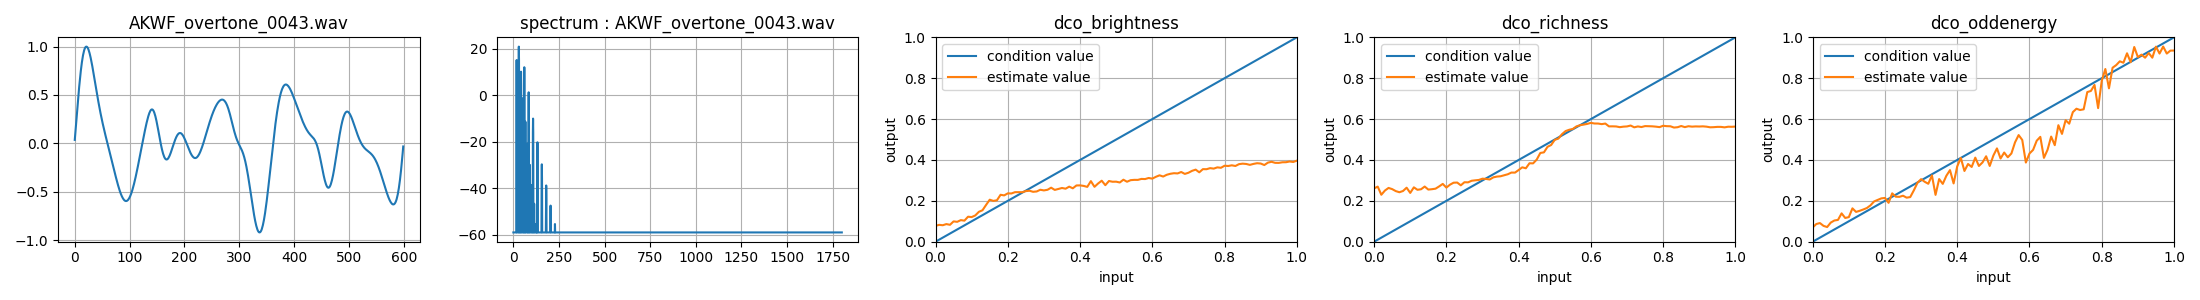 AKWF_overtone_0043.wav
1.0
0.5
0.0
−0.5
−1.0
0 100 200 300 400 500 600
spectrum : AKWF_overtone_0043.wav
20
0
−20
−40
−60
0 250 500 750 1000 1250 1500 1750
dco_brightness
condition value
estimate value
output
1.0
0.8
0.6
0.4
0.2
0.0
0.0 0.2 0.4 0.6 0.8 1.0
input
dco_richness
condition value
estimate value
output
1.0
0.8
0.6
0.4
0.2
0.0
0.0 0.2 0.4 0.6 0.8 1.0
input
dco_oddenergy
condition value
estimate value
output
1.0
0.8
0.6
0.4
0.2
0.0
0.0 0.2 0.4 0.6 0.8 1.0
input